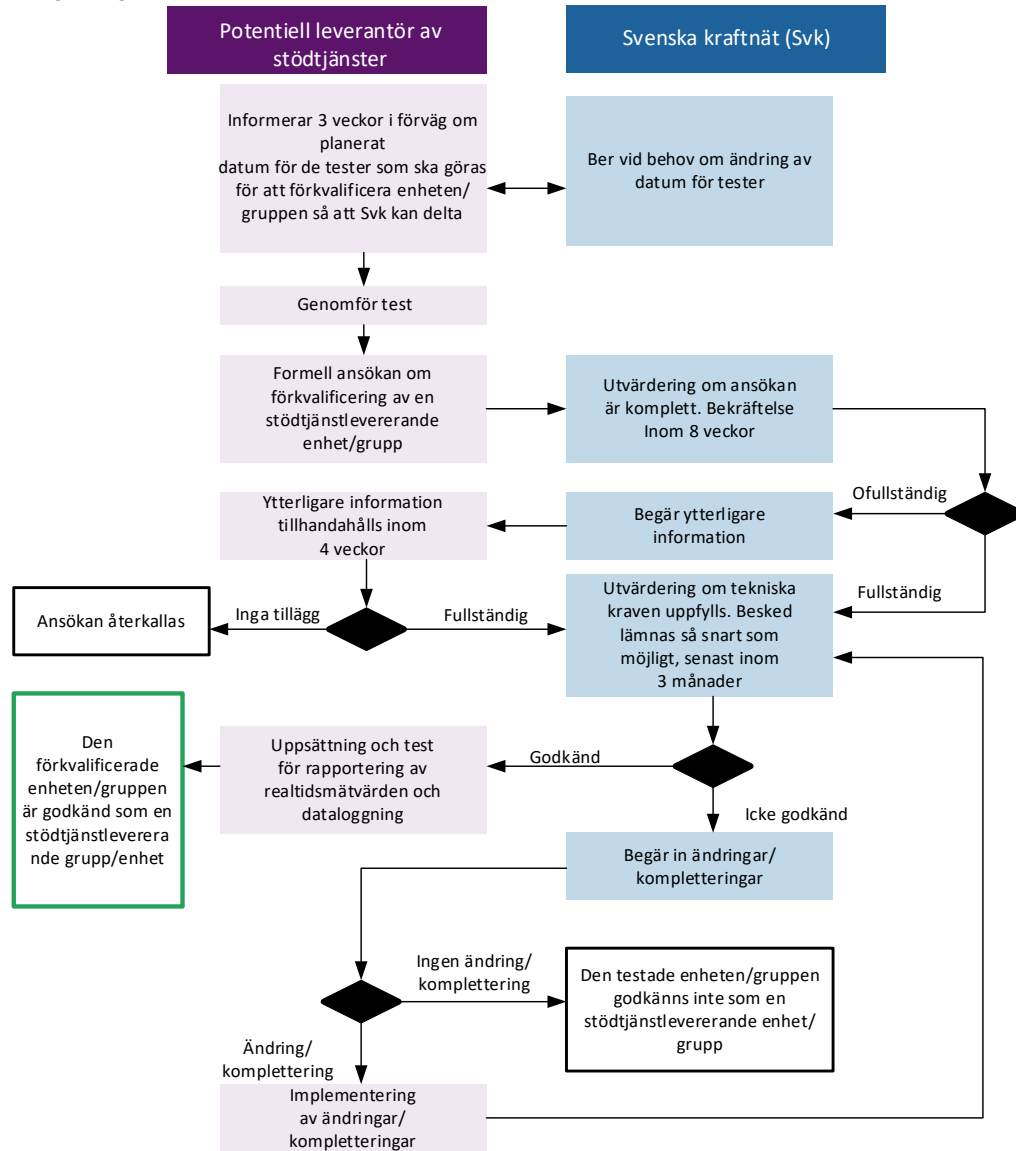 Potentiell leverantör av
stödtjänster
Svenska kraftnät (Svk)
Informerar 3 veckor i förväg om
planerat
datum för de tester som ska göras
för att förkvalificera enheten/
gruppen så att Svk kan delta
Ber vid behov om ändring av
datum för tester
Genomför test
Formell ansökan om
förkvalificering av en
stödtjänstlevererande
enhet/grupp
Utvärdering om ansökan
är komplett. Bekräftelse
Inom 8 veckor
Ofullständig
Begär ytterligare
information
Ytterligare information
tillhandahålls inom
4 veckor
Fullständig
Inga tillägg
Ansökan återkallas
Fullständig
Utvärdering om tekniska
kraven uppfylls. Besked
lämnas så snart som
möjligt, senast inom
3 månader
Godkänd
Uppsättning och test
för rapportering av
realtidsmätvärden och
dataloggning
Den
förkvalificerade
enheten/gruppen
är godkänd som en
stödtjänstleverera
nde grupp/enhet
Icke godkänd
Begär in ändringar/
kompletteringar
Ingen ändring/
komplettering
Den testade enheten/gruppen
godkänns inte som en
stödtjänstlevererande enhet/
grupp
Ändring/
komplettering
Implementering
av ändringar/
kompletteringar